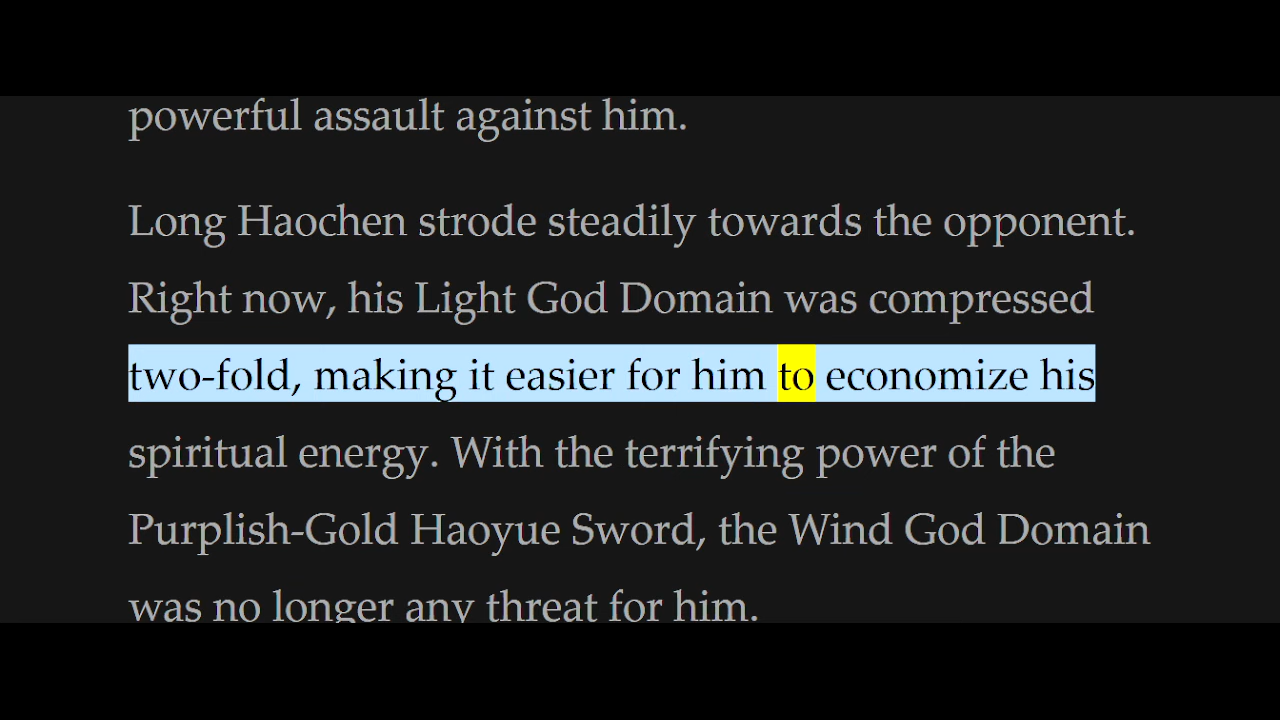 powerful assault against him.
Long Haochen strode steadily towards the opponent.
Right now, his Light God Domain was compressed
two-fold, making it easier for him to economize his
spiritual energy. With the terrifying power of the
Purplish-Gold Haoyue Sword, the Wind God Domain
was no longer any threat for him.